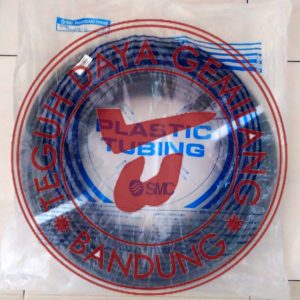 TEGUH DAYA GEMILANG
PLASTIC
TUBING
SMC
BANDUNG